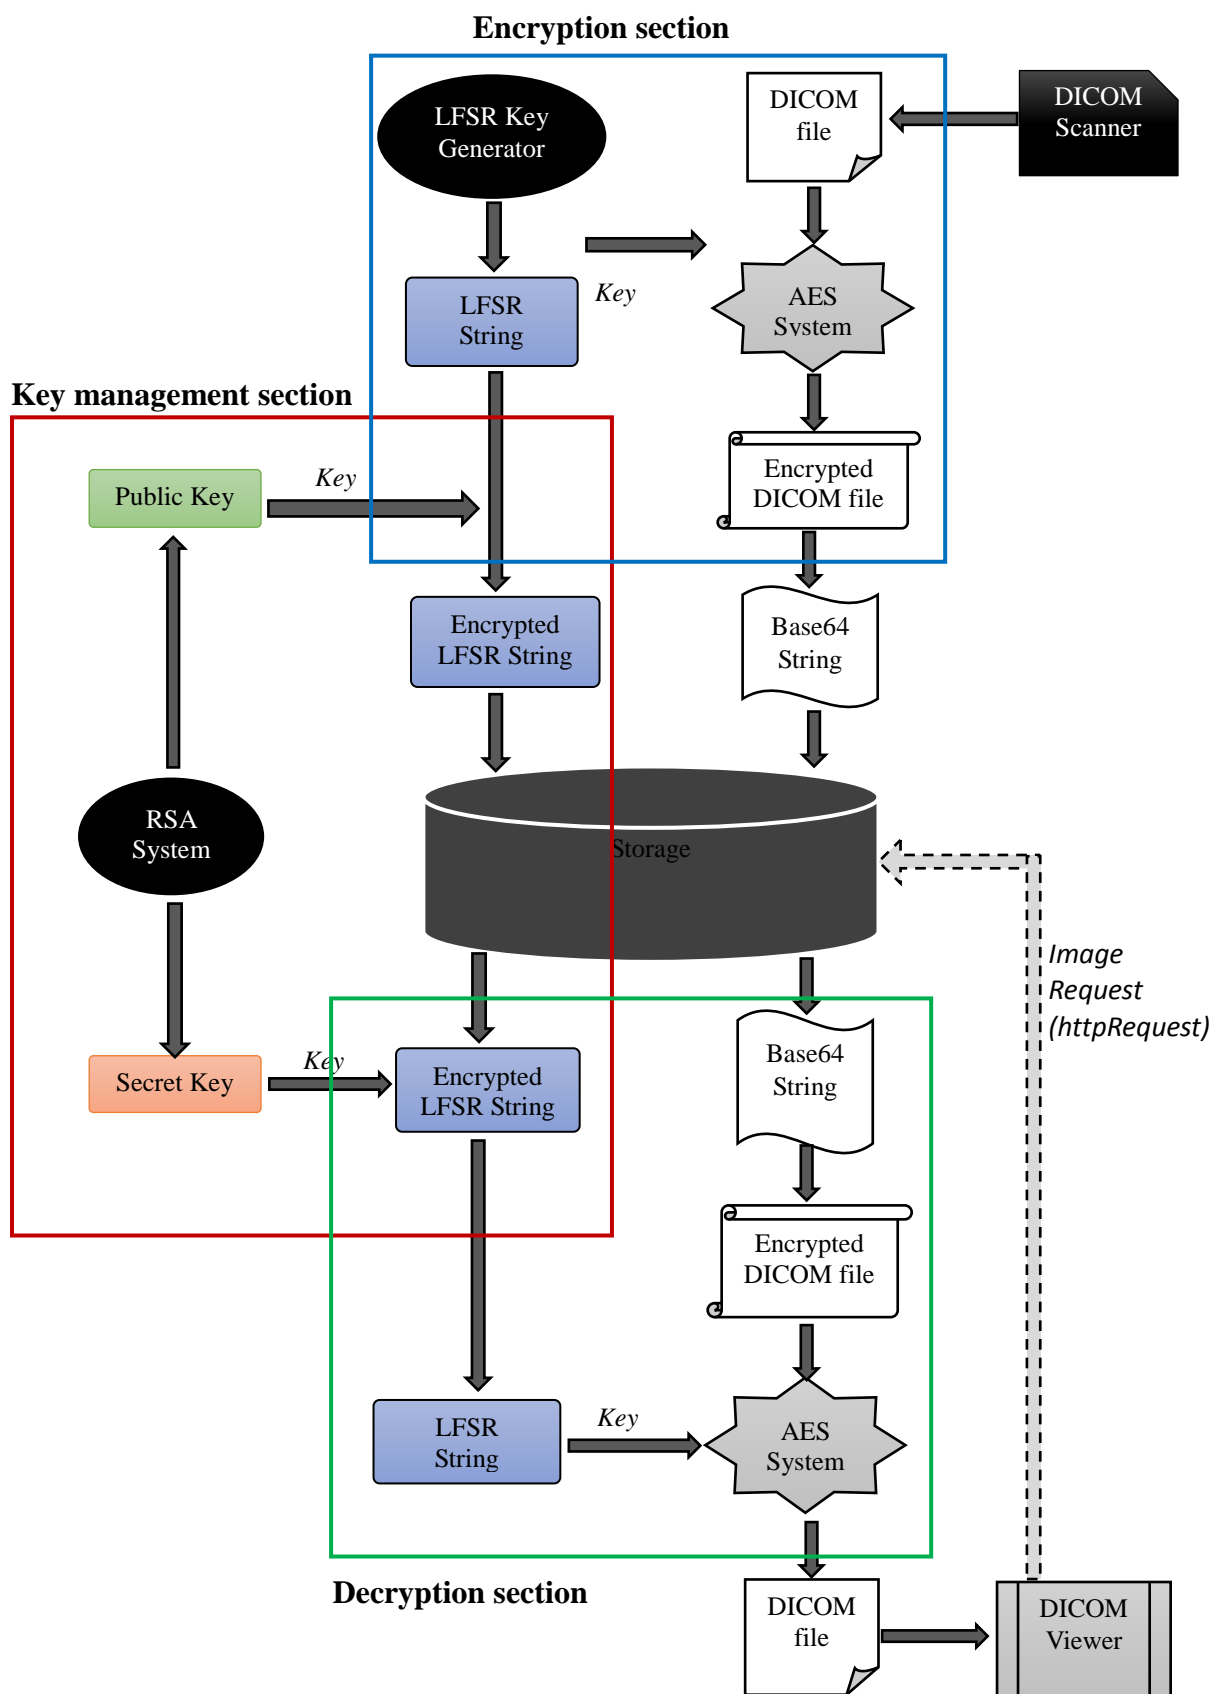 Encryption section
LFSR Key
Generator
DICOM
file
DICOM
Scanner
Key
LFSR
String
AES
System
Key management section
Public Key
Key
Encrypted
DICOM file
Encrypted
LFSR String
Base64
String
RSA
System
Storage
Image
Request
(httpRequest)
Secret Key
Key
Encrypted
LFSR String
Base64
String
Encrypted
DICOM file
LFSR
String
Key
AES
System
Decryption section
DICOM
file
DICOM
Viewer